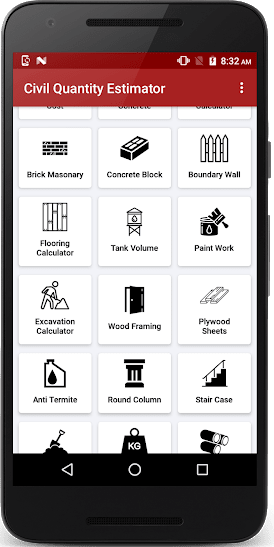 8:32 AM
Civil Quantity Estimator
Cost Concrete Calculator
Brick Masonary Concrete Block Boundary Wall
Flooring
Calculator
Tank Volume Paint Work
Excavation
Calculator
Wood Framing
Plywood
Sheets
Anti Termite Round Column Stair Case
KG